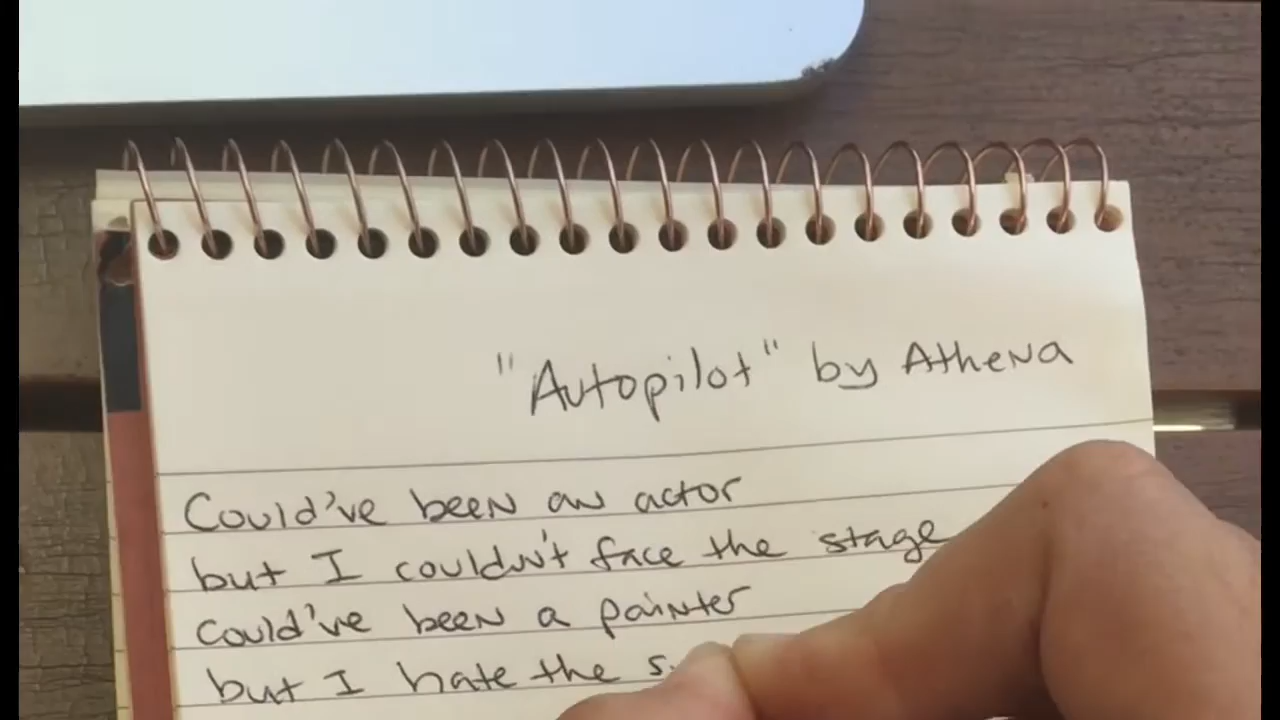 "Autopilot" by Athena
Could've been an actor
but I couldn't face the stage
Could've been a painter
but I hate the